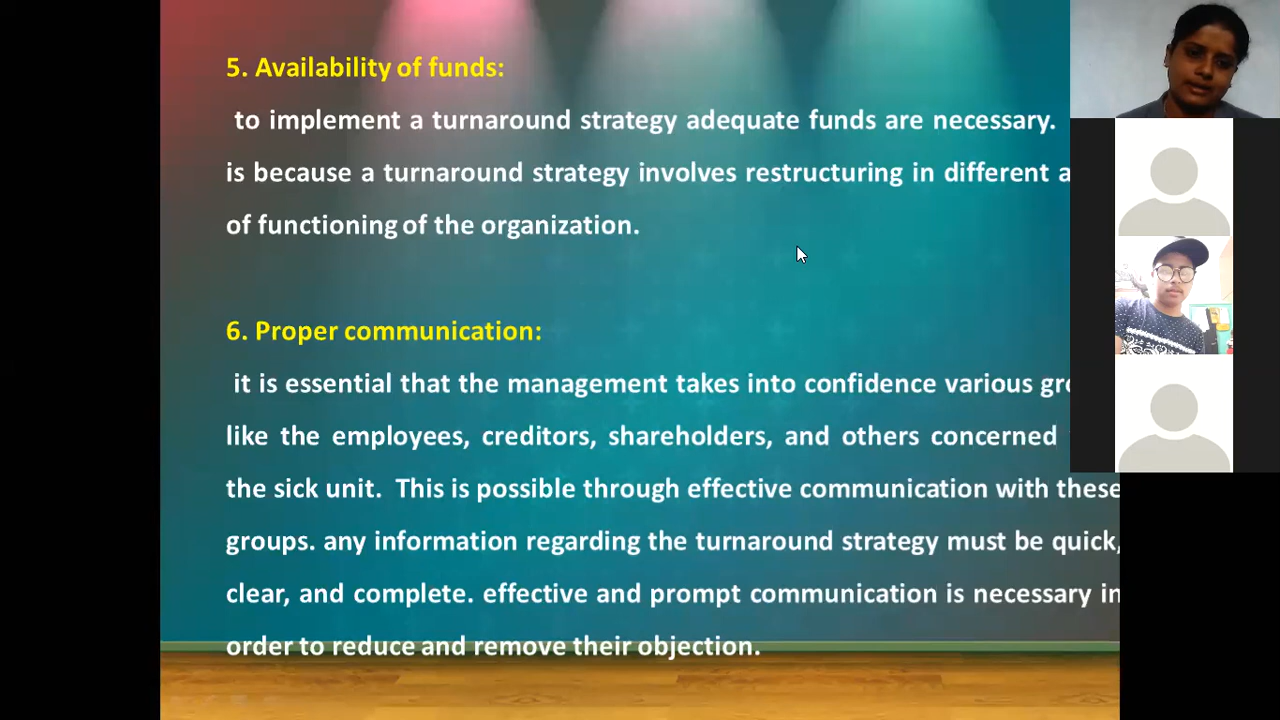 5. Availability of funds:
to implement a turnaround strategy adequate funds are necessary.
is because a turnaround strategy involves restructuring in different
of functioning of the organization.
6. Proper communication:
it is essential that the management takes into confidence various
like the employees, creditors, shareholders, and others concerned
the sick unit. This is possible through effective communication with these
groups. any information regarding the turnaround strategy must be quick,
clear, and complete. effective and prompt communication is necessary in
order to reduce and remove their objection.